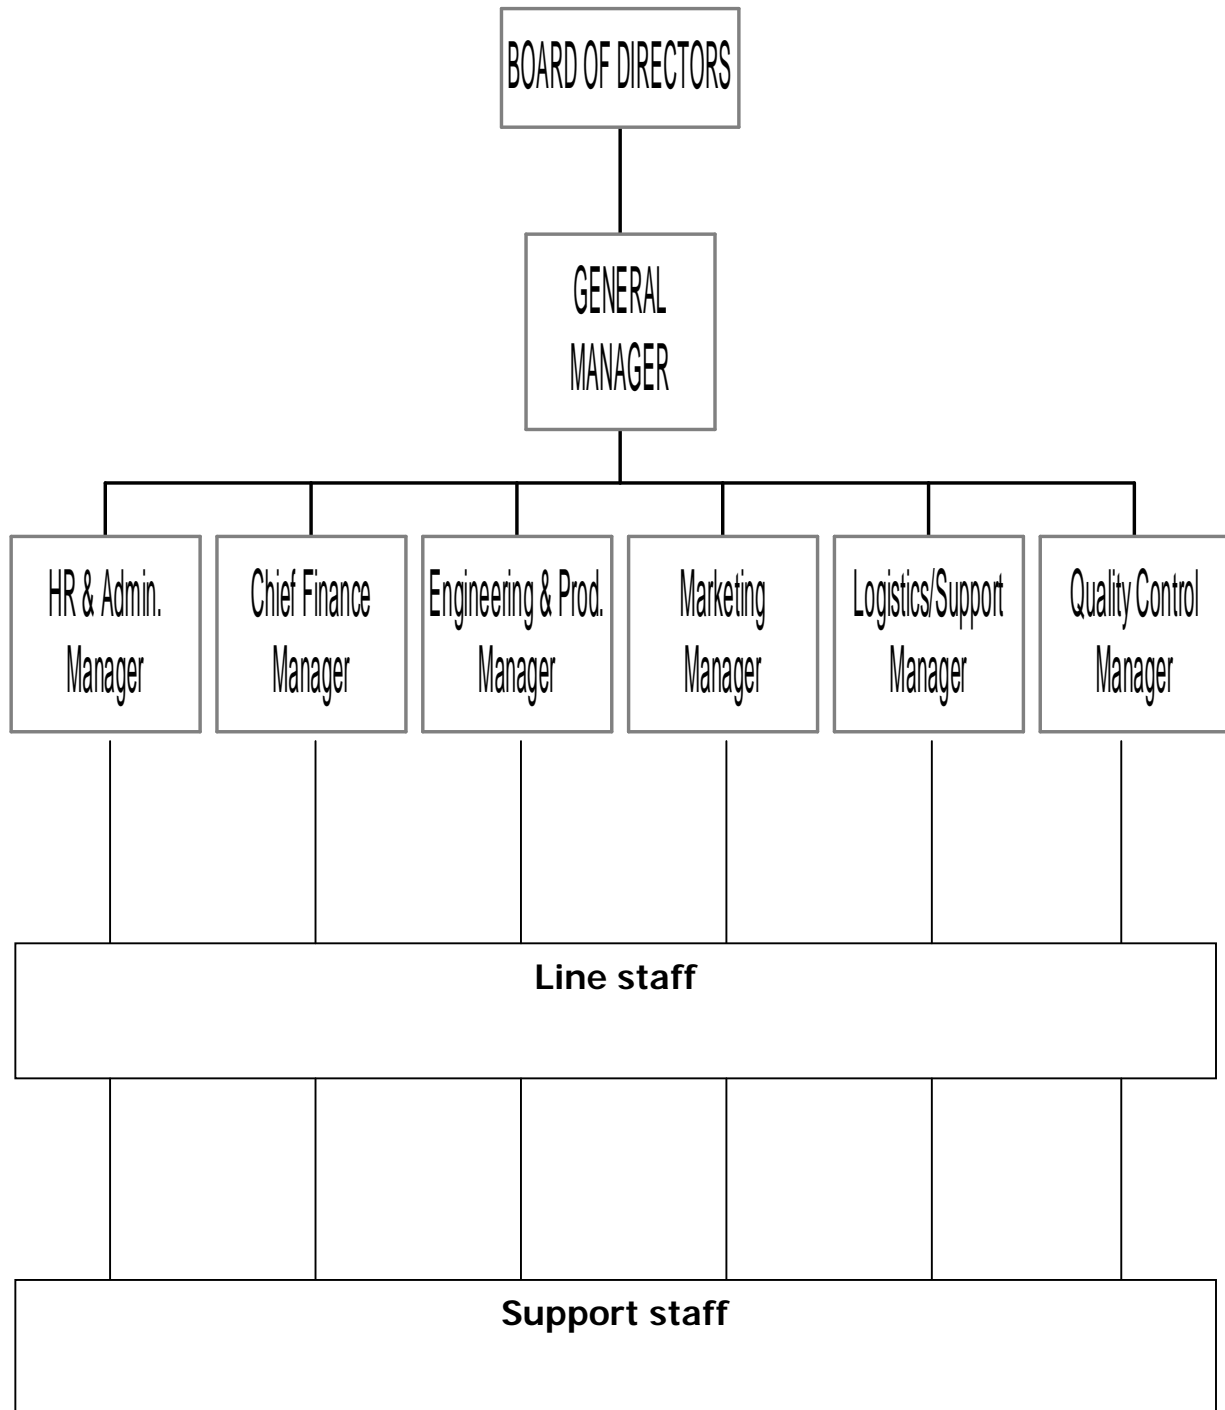 BOARD OF DIRECTORS
GENERAL
MANAGER
HR & Admin.
Manager
Chief Finance
Manager
Engineering & Prod.
Manager
Marketing
Manager
Logistics/Support
Manager
Quality Control
Manager
Line staff
Support staff